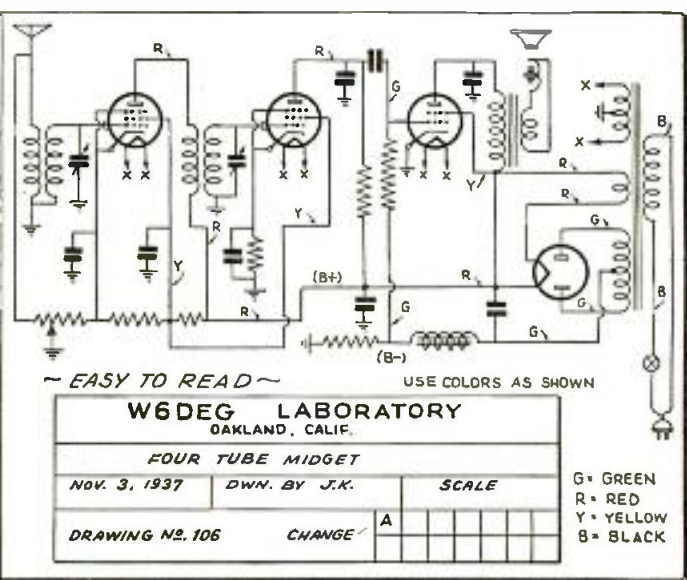 R
R
G
X
X
B
X X
X X
X X
Y
R
R
Y
R
G
Y
(B+)
R
G
B
R
G
G
(B-)
~ EASY TO READ ~
USE COLORS AS SHOWN
W6DEG LABORATORY
OAKLAND, CALIF.
FOUR TUBE MIDGET
NOV. 3, 1937 DWN. BY J.K. SCALE
DRAWING Nº. 106 CHANGE A
G = GREEN
R = RED
Y = YELLOW
B = BLACK